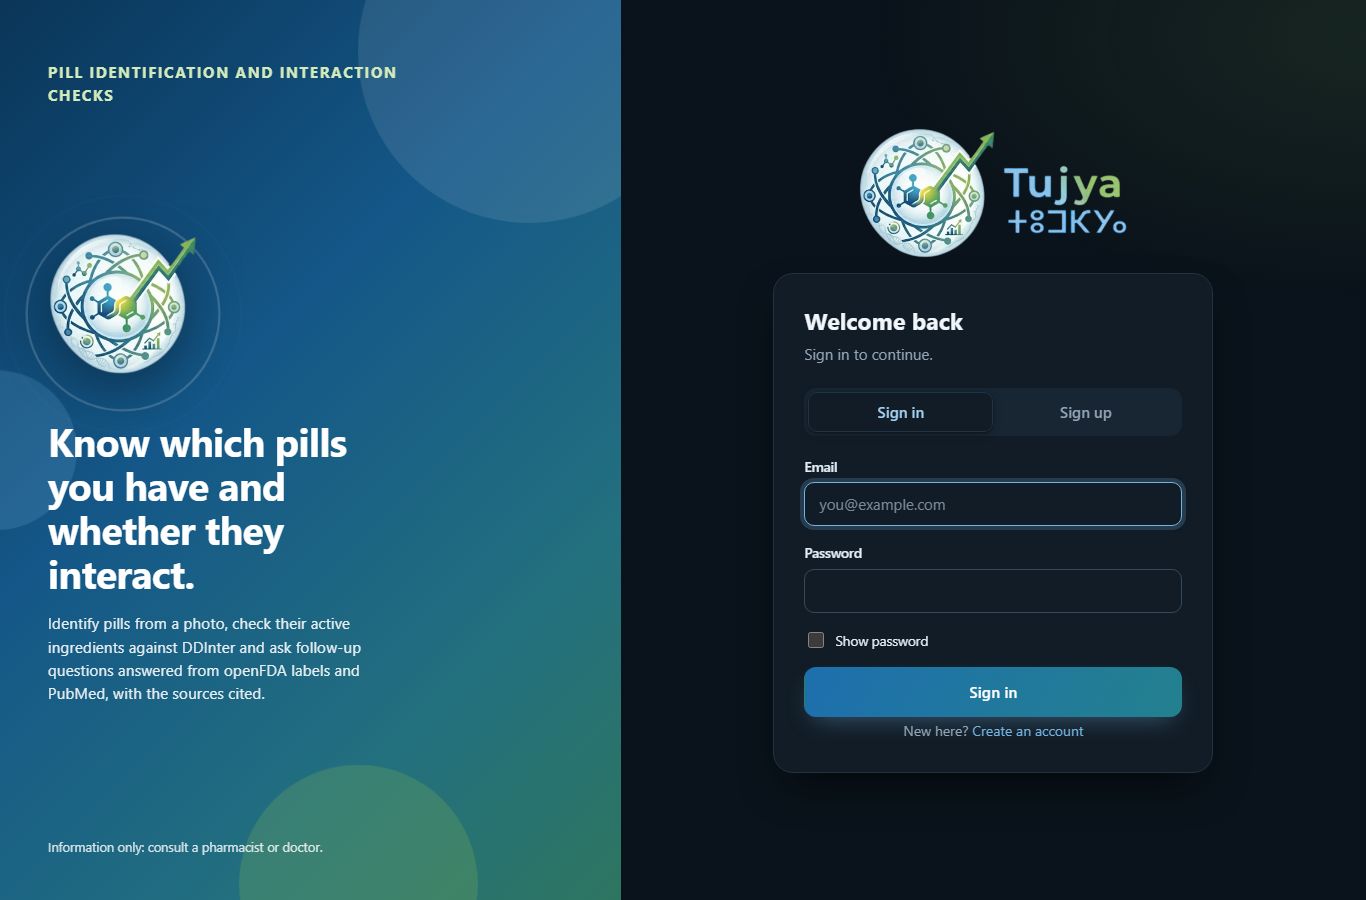 PILL IDENTIFICATION AND INTERACTION
CHECKS
Know which pills
you have and
whether they
interact.
Identify pills from a photo, check their active
ingredients against DDInter and ask follow-up
questions answered from openFDA labels and
PubMed, with the sources cited.
Information only: consult a pharmacist or doctor.
Tujya
ⵜⵓⵊⴽⵢⴰ
Welcome back
Sign in to continue.
Sign in
Sign up
Email
you@example.com
Password
Show password
Sign in
New here? Create an account